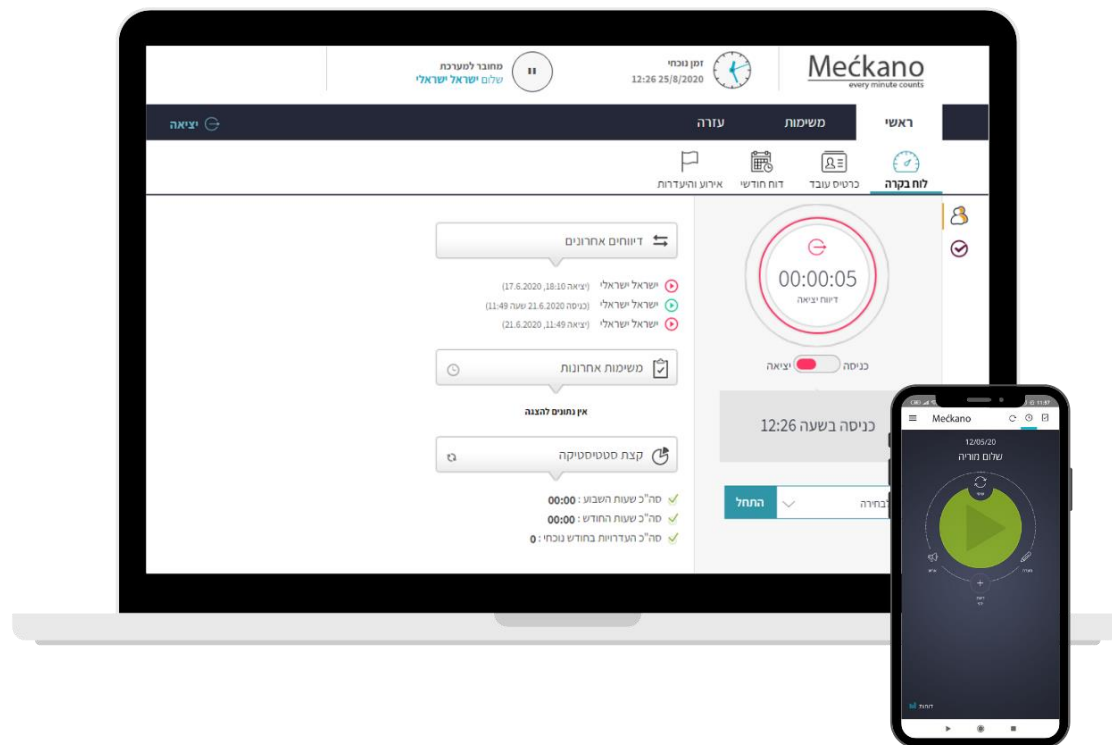 Mećkano
every minute counts
זמן נוכחי
12:26 25/8/2020
מחובר למערכת
שלום ישראל ישראלי
ראשי
משימות
עזרה
יציאה
לוח בקרה
כרטיס עובד
דוח חודשי
אירוע והיעדרות
00:00:05
דיווח יציאה
כניסה
יציאה
כניסה בשעה 12:26
לבחירה
התחל
דיווחים אחרונים
ישראל ישראלי (יציאה 18:10, 17.6.2020)
ישראל ישראלי (כניסה 21.6.2020 שעה 11:49)
ישראל ישראלי (יציאה 11:49, 21.6.2020)
משימות אחרונות
אין נתונים להצגה
קצת סטטיסטיקה
סה"כ שעות השבוע : 00:00
סה"כ שעות החודש : 00:00
סה"כ העדרויות בחודש נוכחי : 0
11:47
Mećkano
12/05/20
שלום מוריה
דוחות